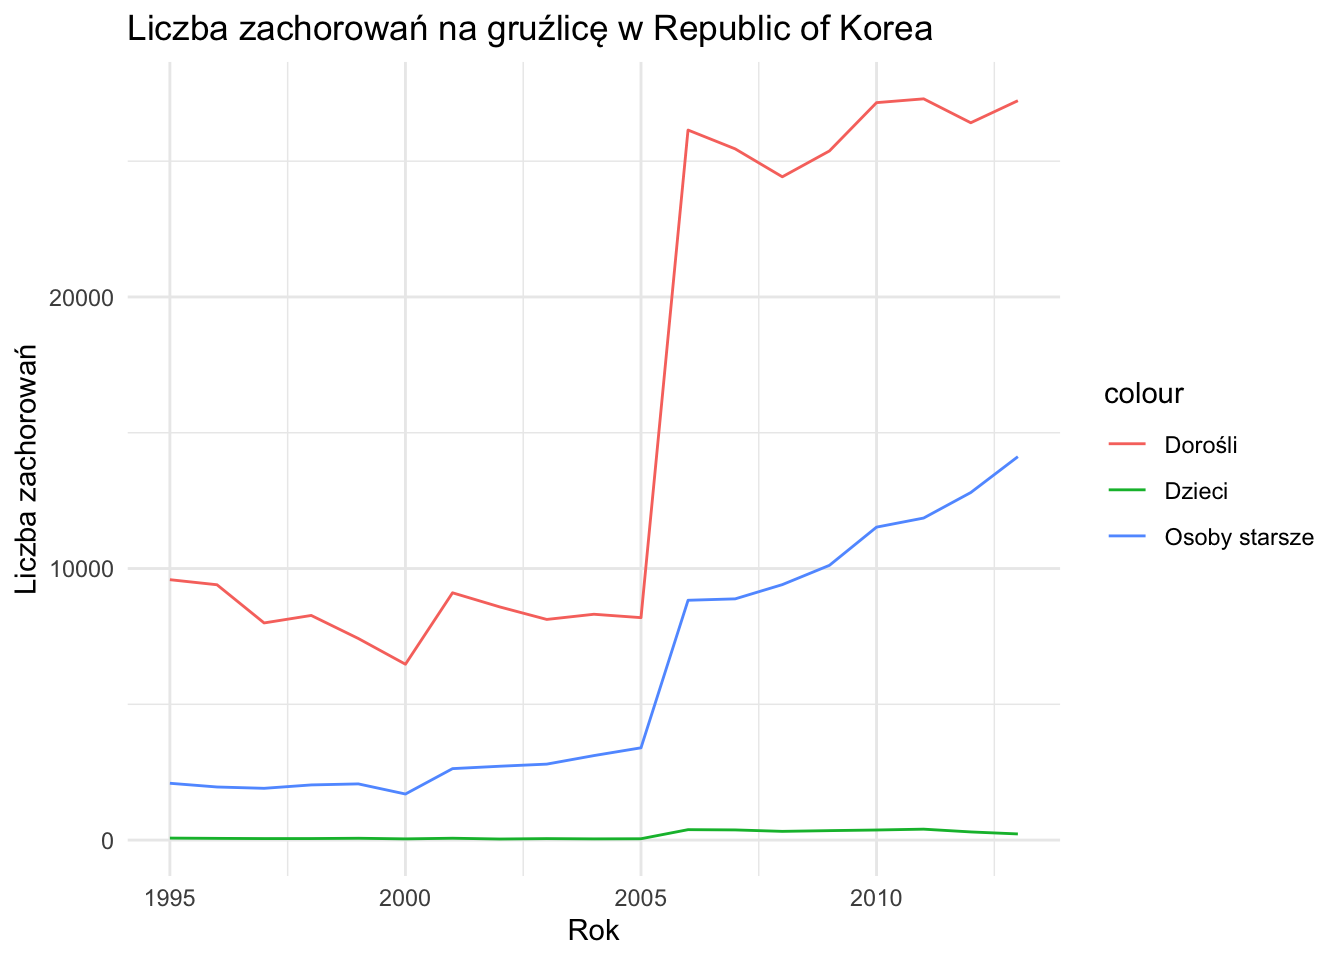 Liczba zachorowań na gruźlicę w Republic of Korea
Liczba zachorowań
20000
10000
0
1995 2000 2005 2010
Rok
colour
Dorośli
Dzieci
Osoby starsze